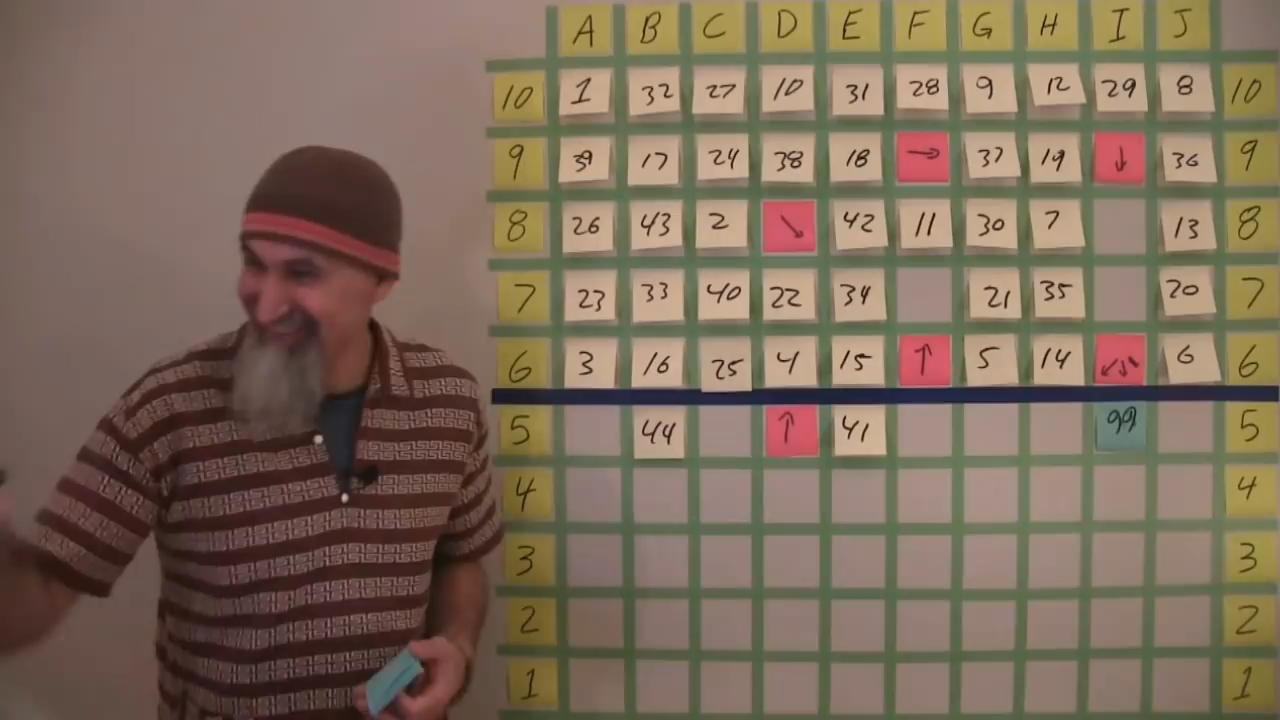 A B C D E F G H I J
10 1 32 27 10 31 28 9 12 29 8 10
9 39 17 24 38 18 → 37 19 ↓ 36 9
8 26 43 2 ↘ 42 11 30 7 13 8
7 23 33 40 22 34 21 35 20 7
6 3 16 25 4 15 ↑ 5 14 ↙↓↘ 6 6
5 44 ↑ 41 99 5
4 4
3 3
2 2
1 1